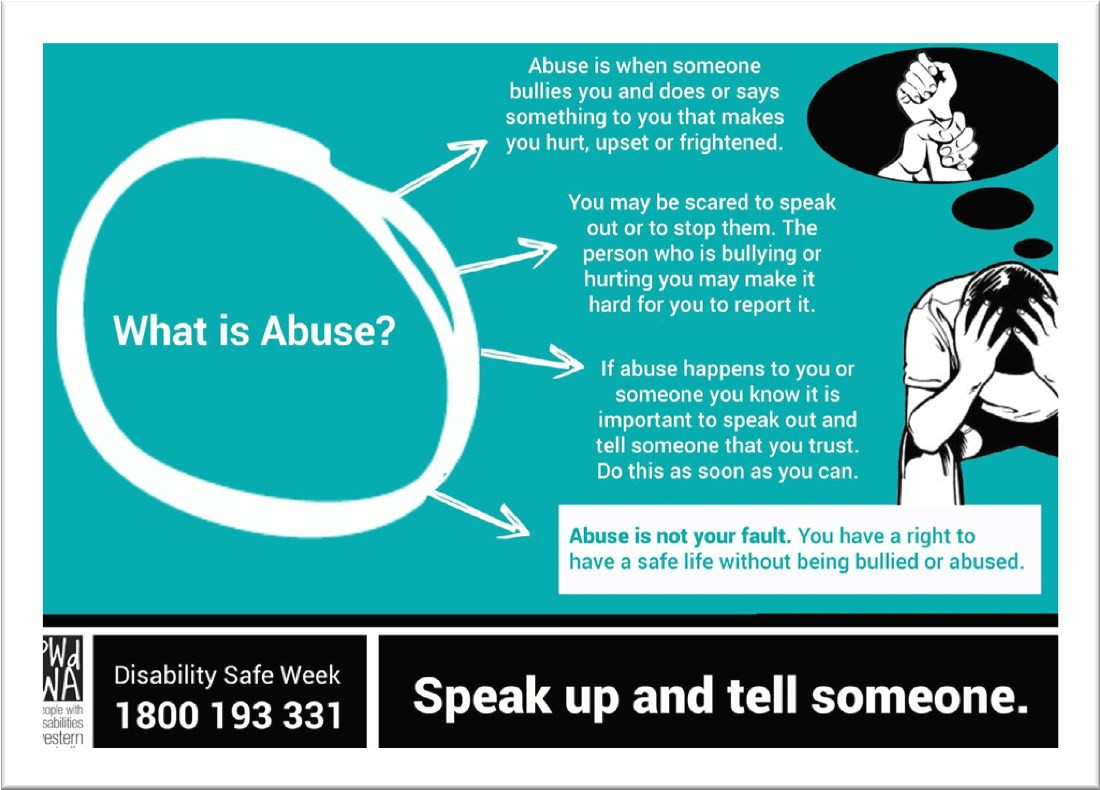 What is Abuse?
Abuse is when someone
bullies you and does or says
something to you that makes
you hurt, upset or frightened.
You may be scared to speak
out or to stop them. The
person who is bullying or
hurting you may make it
hard for you to report it.
If abuse happens to you or
someone you know it is
important to speak out and
tell someone that you trust.
Do this as soon as you can.
Abuse is not your fault. You have a right to
have a safe life without being bullied or abused.
PWd
WA
eople with
sabilities
estern
Disability Safe Week
1800 193 331
Speak up and tell someone.